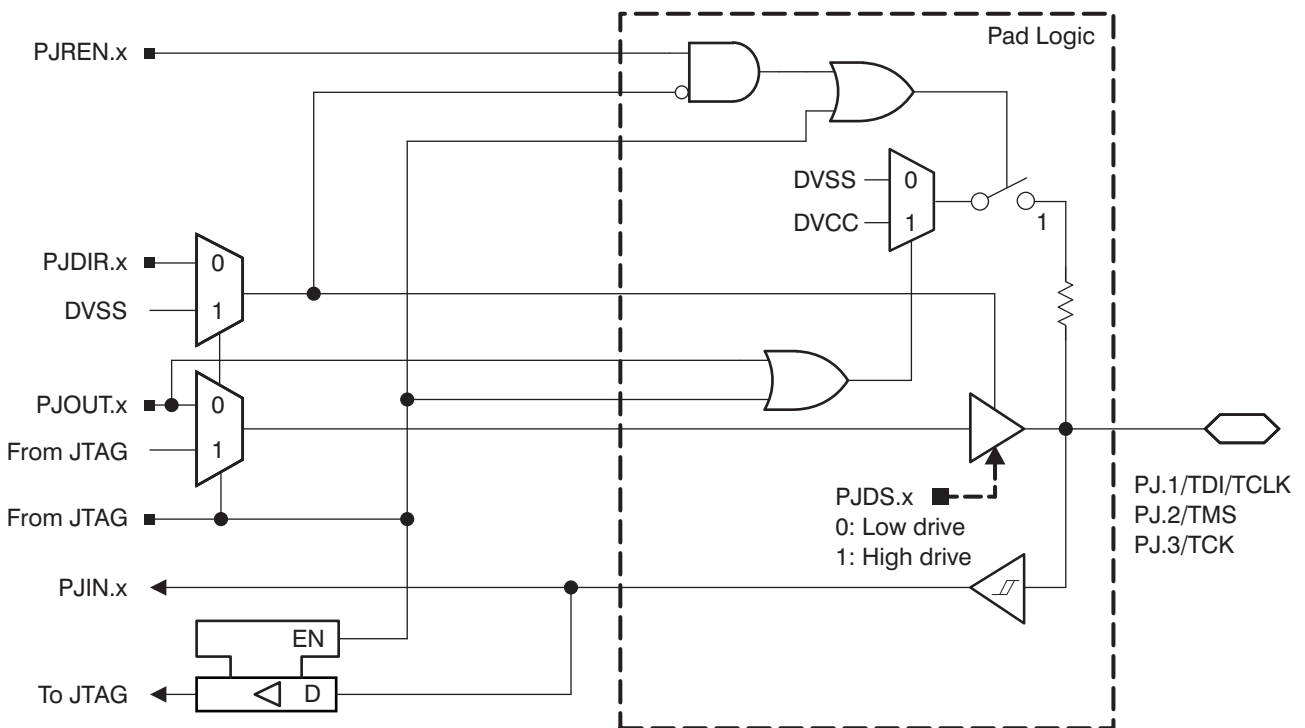 Pad Logic
PJREN.x
DVSS 0
DVCC 1
1
PJDIR.x 0
DVSS 1
PJOUT.x 0
From JTAG 1
From JTAG
PJDS.x
0: Low drive
1: High drive
PJ.1/TDI/TCLK
PJ.2/TMS
PJ.3/TCK
PJIN.x
EN
To JTAG D